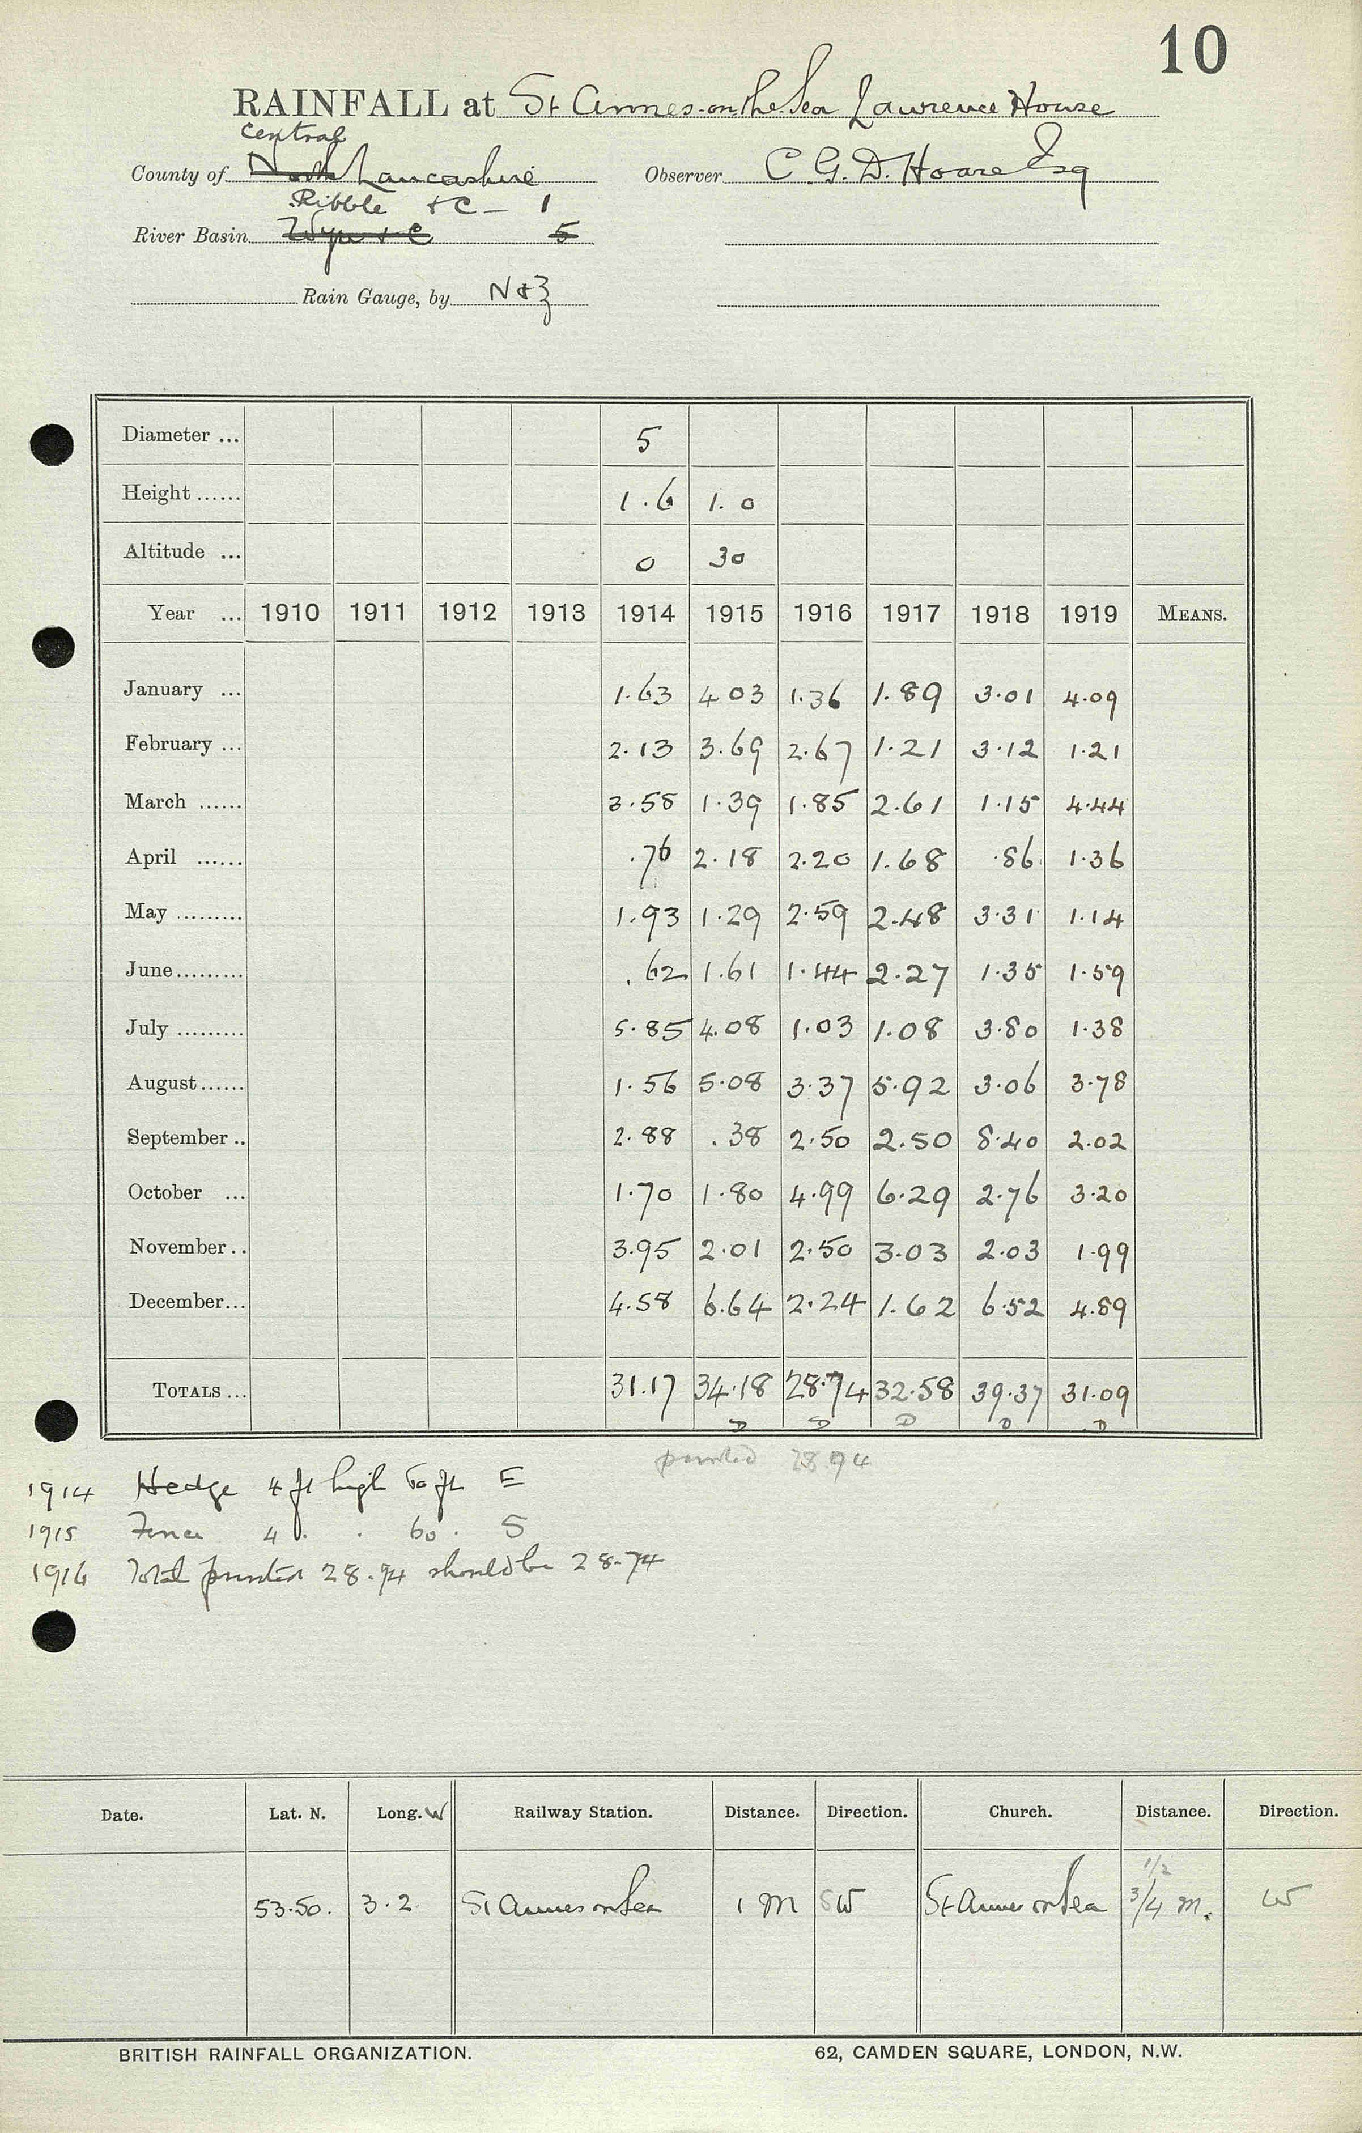 10
RAINFALL at St Annes-on-the-Sea Lawrence House
Central
County of North Lancashire Observer C. G. D. Hoare Esq
Ribble + C - 1
River Basin Wyre + C 5
Rain Gauge, by N & Z
Diameter ... 5
Height ...... 1.6 1.0
Altitude ... 0 30
Year ... 1910 1911 1912 1913 1914 1915 1916 1917 1918 1919 MEANS.
January ... 1.63 4.03 1.36 1.89 3.01 4.09
February ... 2.13 3.69 2.67 1.21 3.12 1.21
March ...... 3.58 1.39 1.85 2.61 1.15 4.44
April ...... .76 2.18 2.20 1.68 .86 1.36
May ......... 1.93 1.29 2.59 2.48 3.31 1.14
June......... .62 1.61 1.44 2.27 1.35 1.59
July ......... 5.85 4.08 1.03 1.08 3.80 1.38
August...... 1.56 5.08 3.37 5.92 3.06 3.78
September .. 2.88 .38 2.50 2.50 8.40 2.02
October ... 1.70 1.80 4.99 6.29 2.76 3.20
November .. 3.95 2.01 2.50 3.03 2.03 1.99
December... 4.58 6.64 2.24 1.62 6.52 4.89
TOTALS ... 31.17 34.18 28.74 32.58 39.37 31.09
D D D D D
printed 28.94
1914 Hedge 4 ft high 60 ft E
1915 Fence 4 . . 60 . S
1916 Total printed 28.94 should be 28.74
Date. Lat. N. Long. W Railway Station. Distance. Direction. Church. Distance. Direction.
1/2
53.50. 3.2 St Annes on Sea 1 M SW St Annes on Sea 3/4 m. W
BRITISH RAINFALL ORGANIZATION. 62, CAMDEN SQUARE, LONDON, N.W.